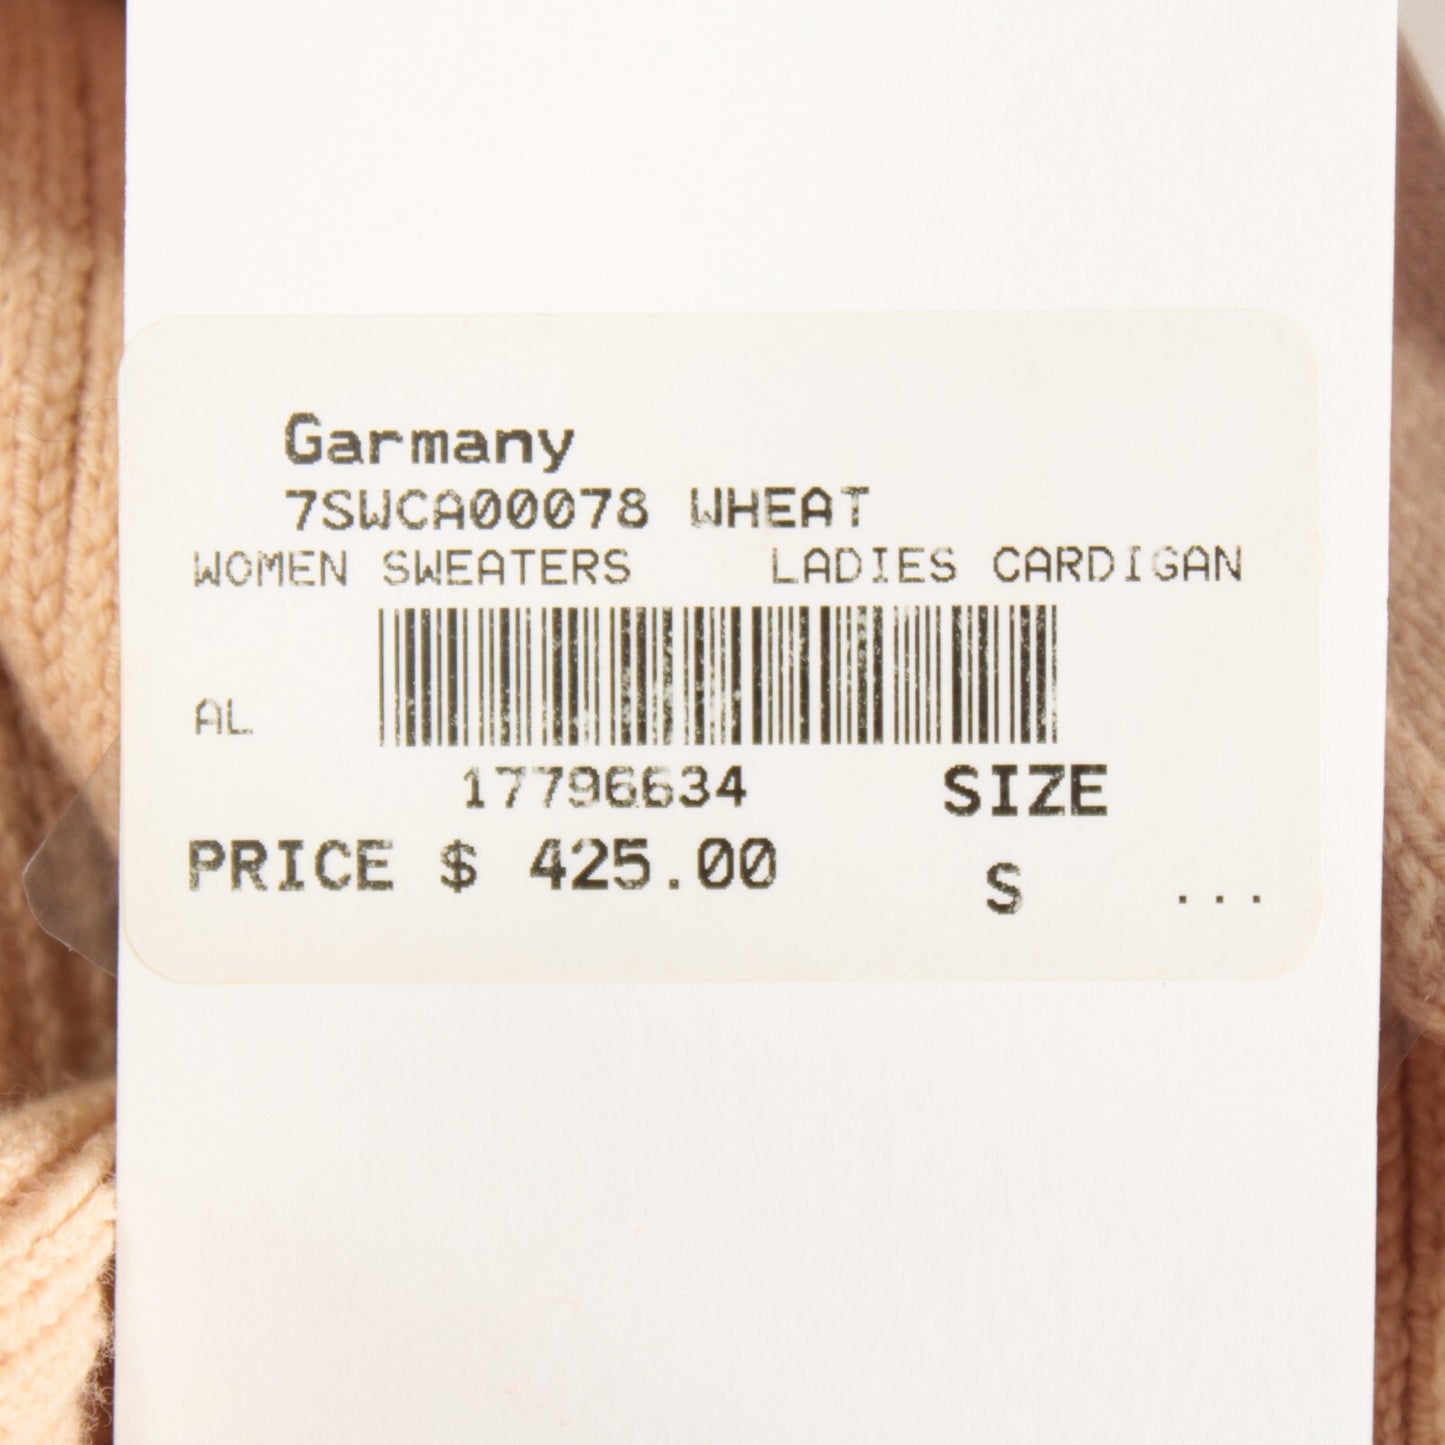 Garmany
7SWCA00078 WHEAT
WOMEN SWEATERS LADIES CARDIGAN
AL
17796634 SIZE
PRICE $ 425.00
S ...